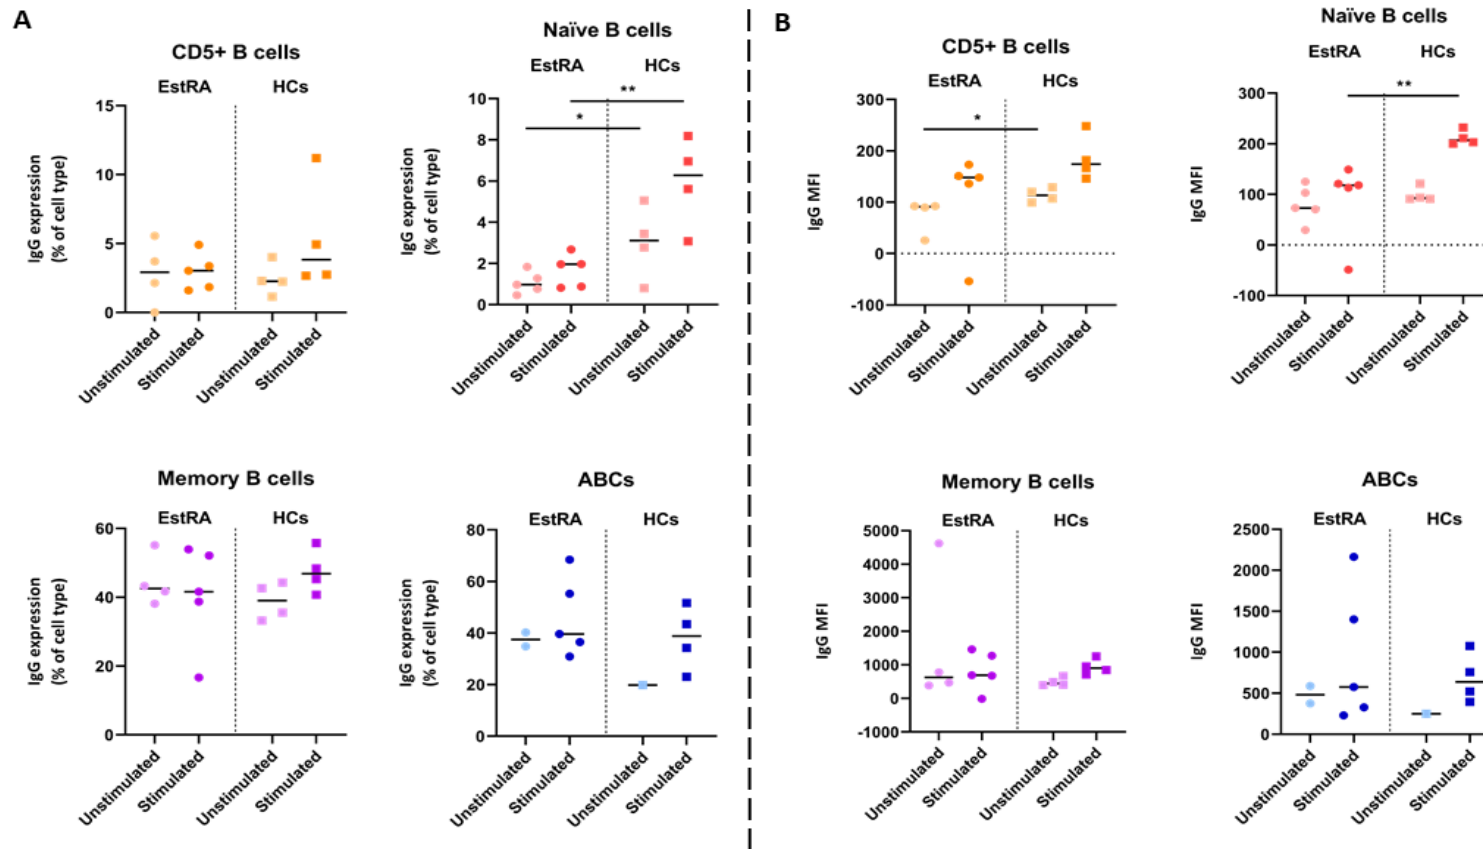 A
CD5+ B cells
EstRA
HCs
IgG expression
(% of cell type)
15
10
5
0
Unstimulated
Stimulated
Unstimulated
Stimulated
Naïve B cells
EstRA
HCs
**
*
IgG expression
(% of cell type)
10
8
6
4
2
0
Unstimulated
Stimulated
Unstimulated
Stimulated
Memory B cells
EstRA
HCs
IgG expression
(% of cell type)
60
40
20
0
Unstimulated
Stimulated
Unstimulated
Stimulated
ABCs
EstRA
HCs
IgG expression
(% of cell type)
80
60
40
20
0
Unstimulated
Stimulated
Unstimulated
Stimulated
B
CD5+ B cells
EstRA
HCs
*
IgG MFI
300
200
100
0
-100
Unstimulated
Stimulated
Unstimulated
Stimulated
Naïve B cells
EstRA
HCs
**
IgG MFI
300
200
100
0
-100
Unstimulated
Stimulated
Unstimulated
Stimulated
Memory B cells
EstRA
HCs
IgG MFI
5000
4000
3000
2000
1000
0
-1000
Unstimulated
Stimulated
Unstimulated
Stimulated
ABCs
EstRA
HCs
IgG MFI
2500
2000
1500
1000
500
0
Unstimulated
Stimulated
Unstimulated
Stimulated